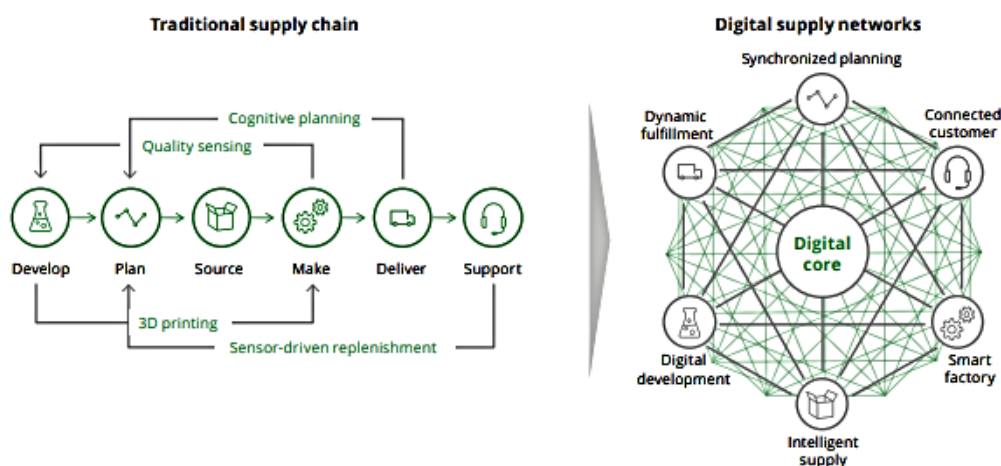 Traditional supply chain
Cognitive planning
Quality sensing
Develop
Plan
Source
Make
Deliver
Support
3D printing
Sensor-driven replenishment
Digital supply networks
Synchronized planning
Dynamic
fulfillment
Connected
customer
Digital
core
Digital
development
Smart
factory
Intelligent
supply